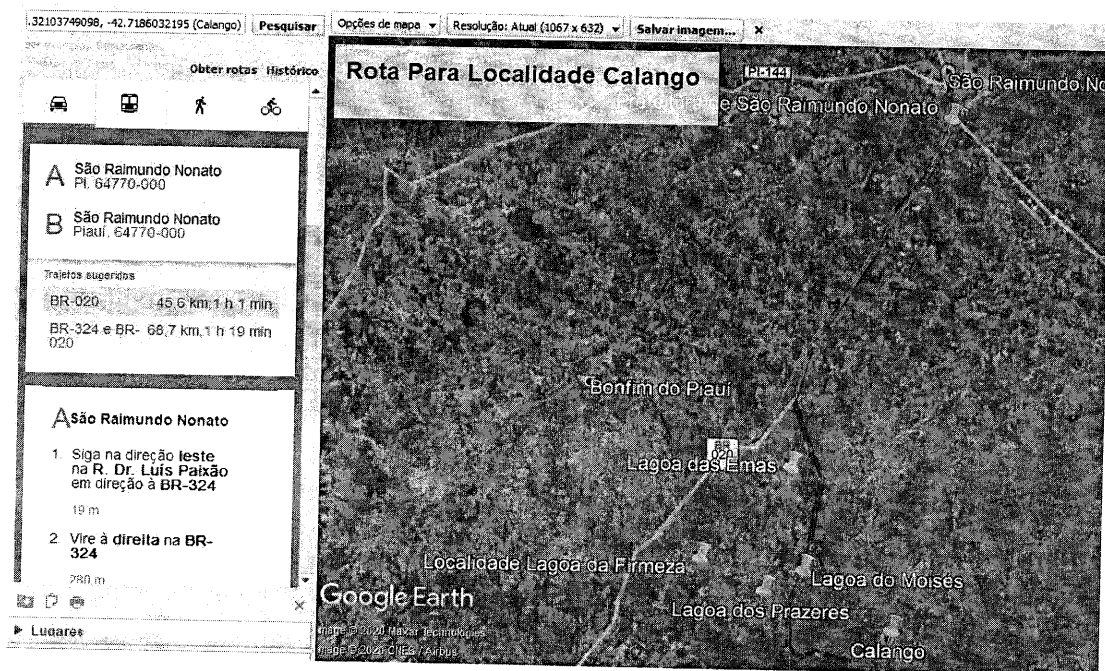 .32103749098, -42.7186032195 (Calango)
Pesquisar
Opções de mapa
Resolução: Atual (1067 x 632)
Salvar imagem...
Obter rotas Histórico
A São Raimundo Nonato
PI, 64770-000
B São Raimundo Nonato
Piauí, 64770-000
Trajetos sugeridos
BR-020 45,6 km, 1 h 1 min
BR-324 e BR-020 68,7 km, 1 h 19 min
A São Raimundo Nonato
1. Siga na direção leste
na R. Dr. Luís Paixão
em direção à BR-324
19 m
2. Vire à direita na BR-
324
280 m
Lugares
Rota Para Localidade Calango
PI-144
São Raimundo No
e São Raimundo Nonato
Bonfim do Piauí
BR
020
Lagoa das Emas
Localidade Lagoa da Firmeza
Lagoa do Moisés
Lagoa dos Prazeres
Calango
Google Earth
Image © 2020 Maxar Technologies
Image © 2020 CNES / Airbus